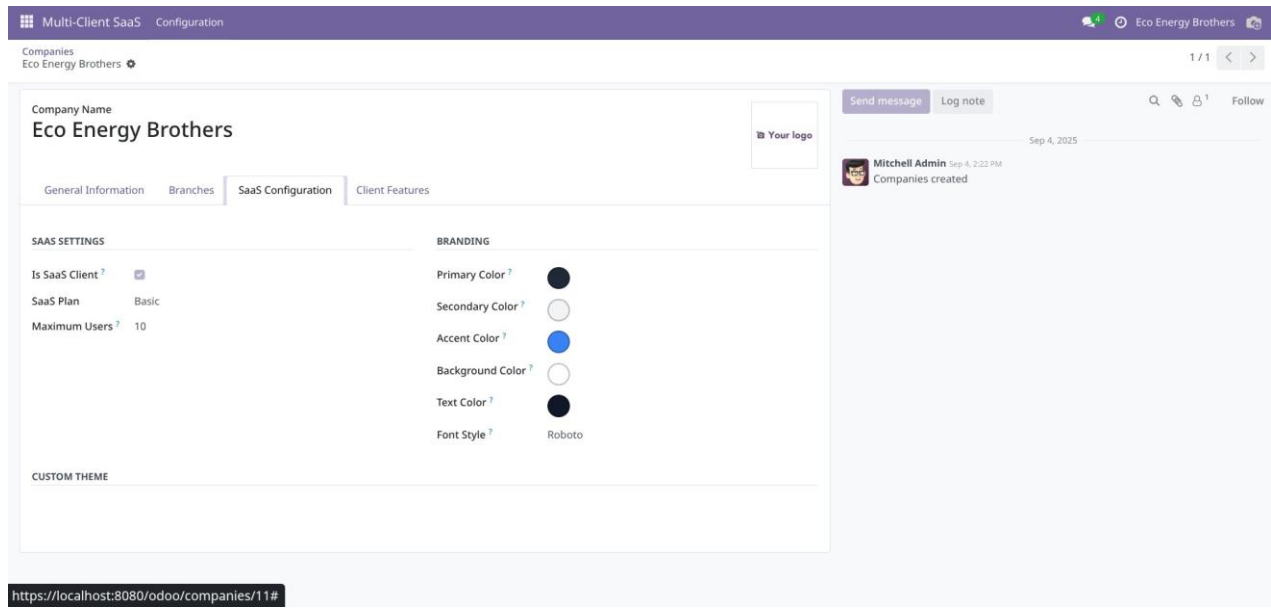 Multi-Client SaaS Configuration 4 Eco Energy Brothers
Companies
Eco Energy Brothers 1 / 1
Company Name
Eco Energy Brothers
Your logo
General Information Branches SaaS Configuration Client Features
SAAS SETTINGS
Is SaaS Client ?
SaaS Plan Basic
Maximum Users ? 10
BRANDING
Primary Color ?
Secondary Color ?
Accent Color ?
Background Color ?
Text Color ?
Font Style ? Roboto
CUSTOM THEME
Send message Log note 1 Follow
Sep 4, 2025
Mitchell Admin Sep 4, 2:22 PM
Companies created
https://localhost:8080/odoo/companies/11#